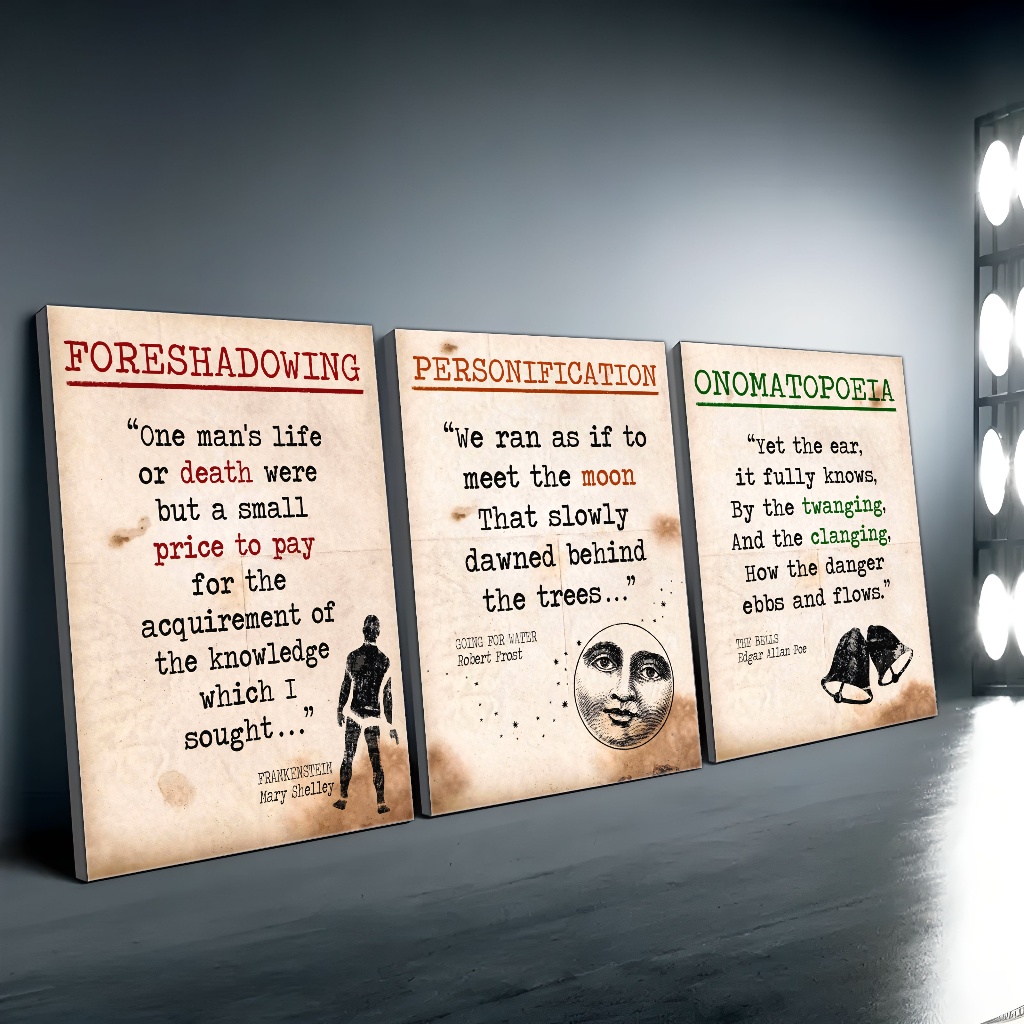 FORESHADOWING
“One man's life
or death were
but a small
price to pay
for the
acquirement of
the knowledge
which I
sought...”
FRANKENSTEIN
Mary Shelley
PERSONIFICATION
“We ran as if to
meet the moon
That slowly
dawned behind
the trees...”
GOING FOR WATER
Robert Frost
ONOMATOPOEIA
“Yet the ear,
it fully knows,
By the twanging,
And the clanging,
How the danger
ebbs and flows.”
THE BELLS
Edgar Allan Poe